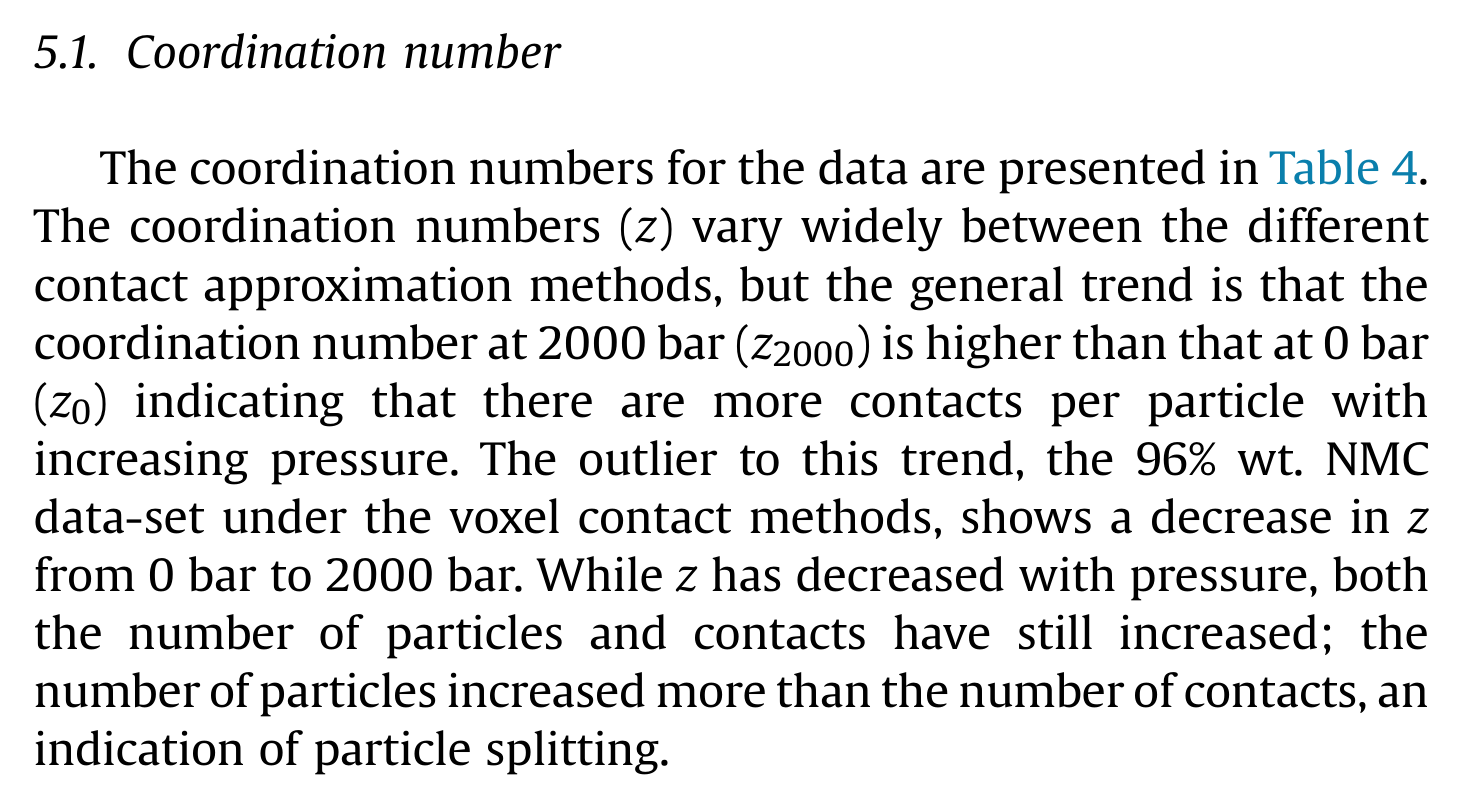 5.1. Coordination number
The coordination numbers for the data are presented in Table 4.
The coordination numbers (z) vary widely between the different
contact approximation methods, but the general trend is that the
coordination number at 2000 bar (z2000) is higher than that at 0 bar
(z0) indicating that there are more contacts per particle with
increasing pressure. The outlier to this trend, the 96% wt. NMC
data-set under the voxel contact methods, shows a decrease in z
from 0 bar to 2000 bar. While z has decreased with pressure, both
the number of particles and contacts have still increased; the
number of particles increased more than the number of contacts, an
indication of particle splitting.